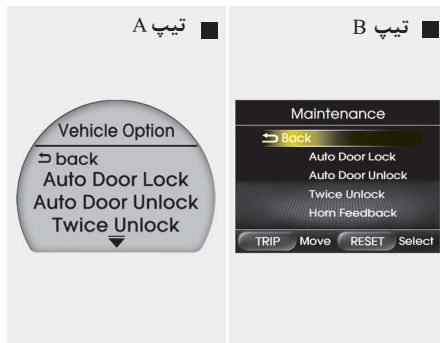 تیپ A
Vehicle Option
back
Auto Door Lock
Auto Door Unlock
Twice Unlock
تیپ B
Maintenance
Back
Auto Door Lock
Auto Door Unlock
Twice Unlock
Horn Feedback
TRIP Move RESET Select